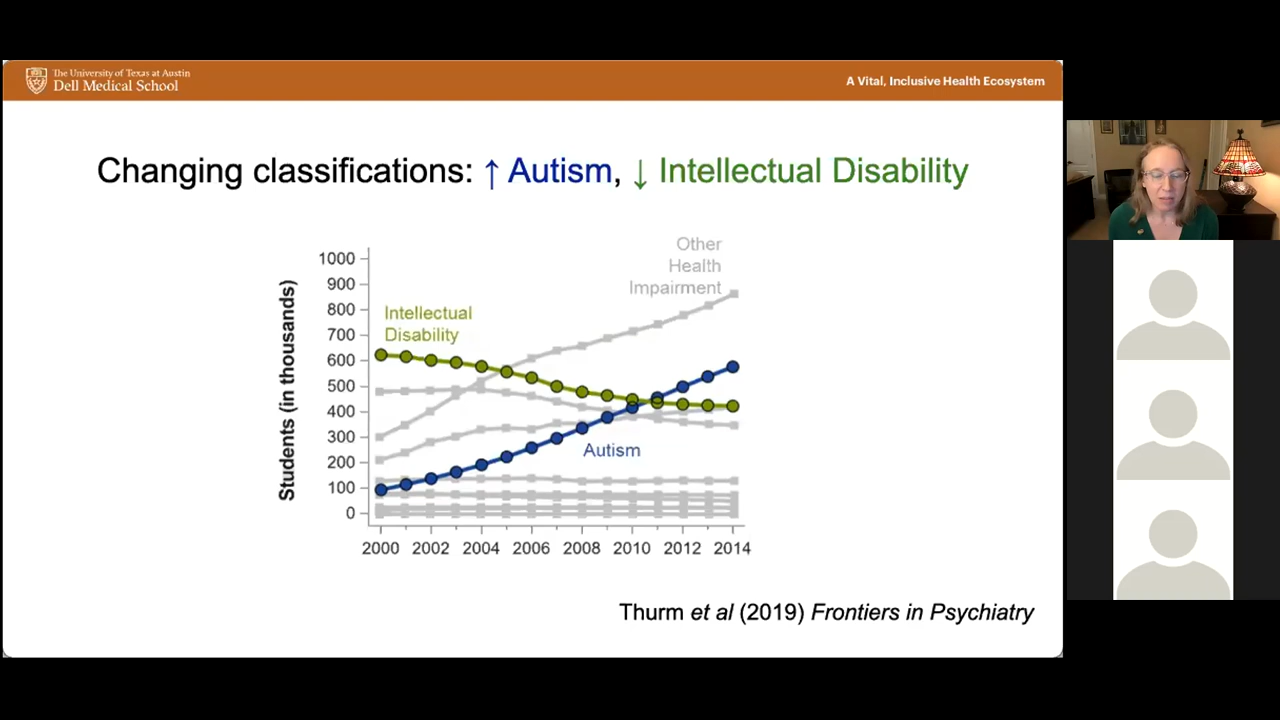 The University of Texas at Austin
Dell Medical School
A Vital, Inclusive Health Ecosystem
Changing classifications: ↑ Autism, ↓ Intellectual Disability
Students (in thousands)
1000
900
800
700
600
500
400
300
200
100
0
Other
Health
Impairment
Intellectual
Disability
Autism
2000 2002 2004 2006 2008 2010 2012 2014
Thurm et al (2019) Frontiers in Psychiatry